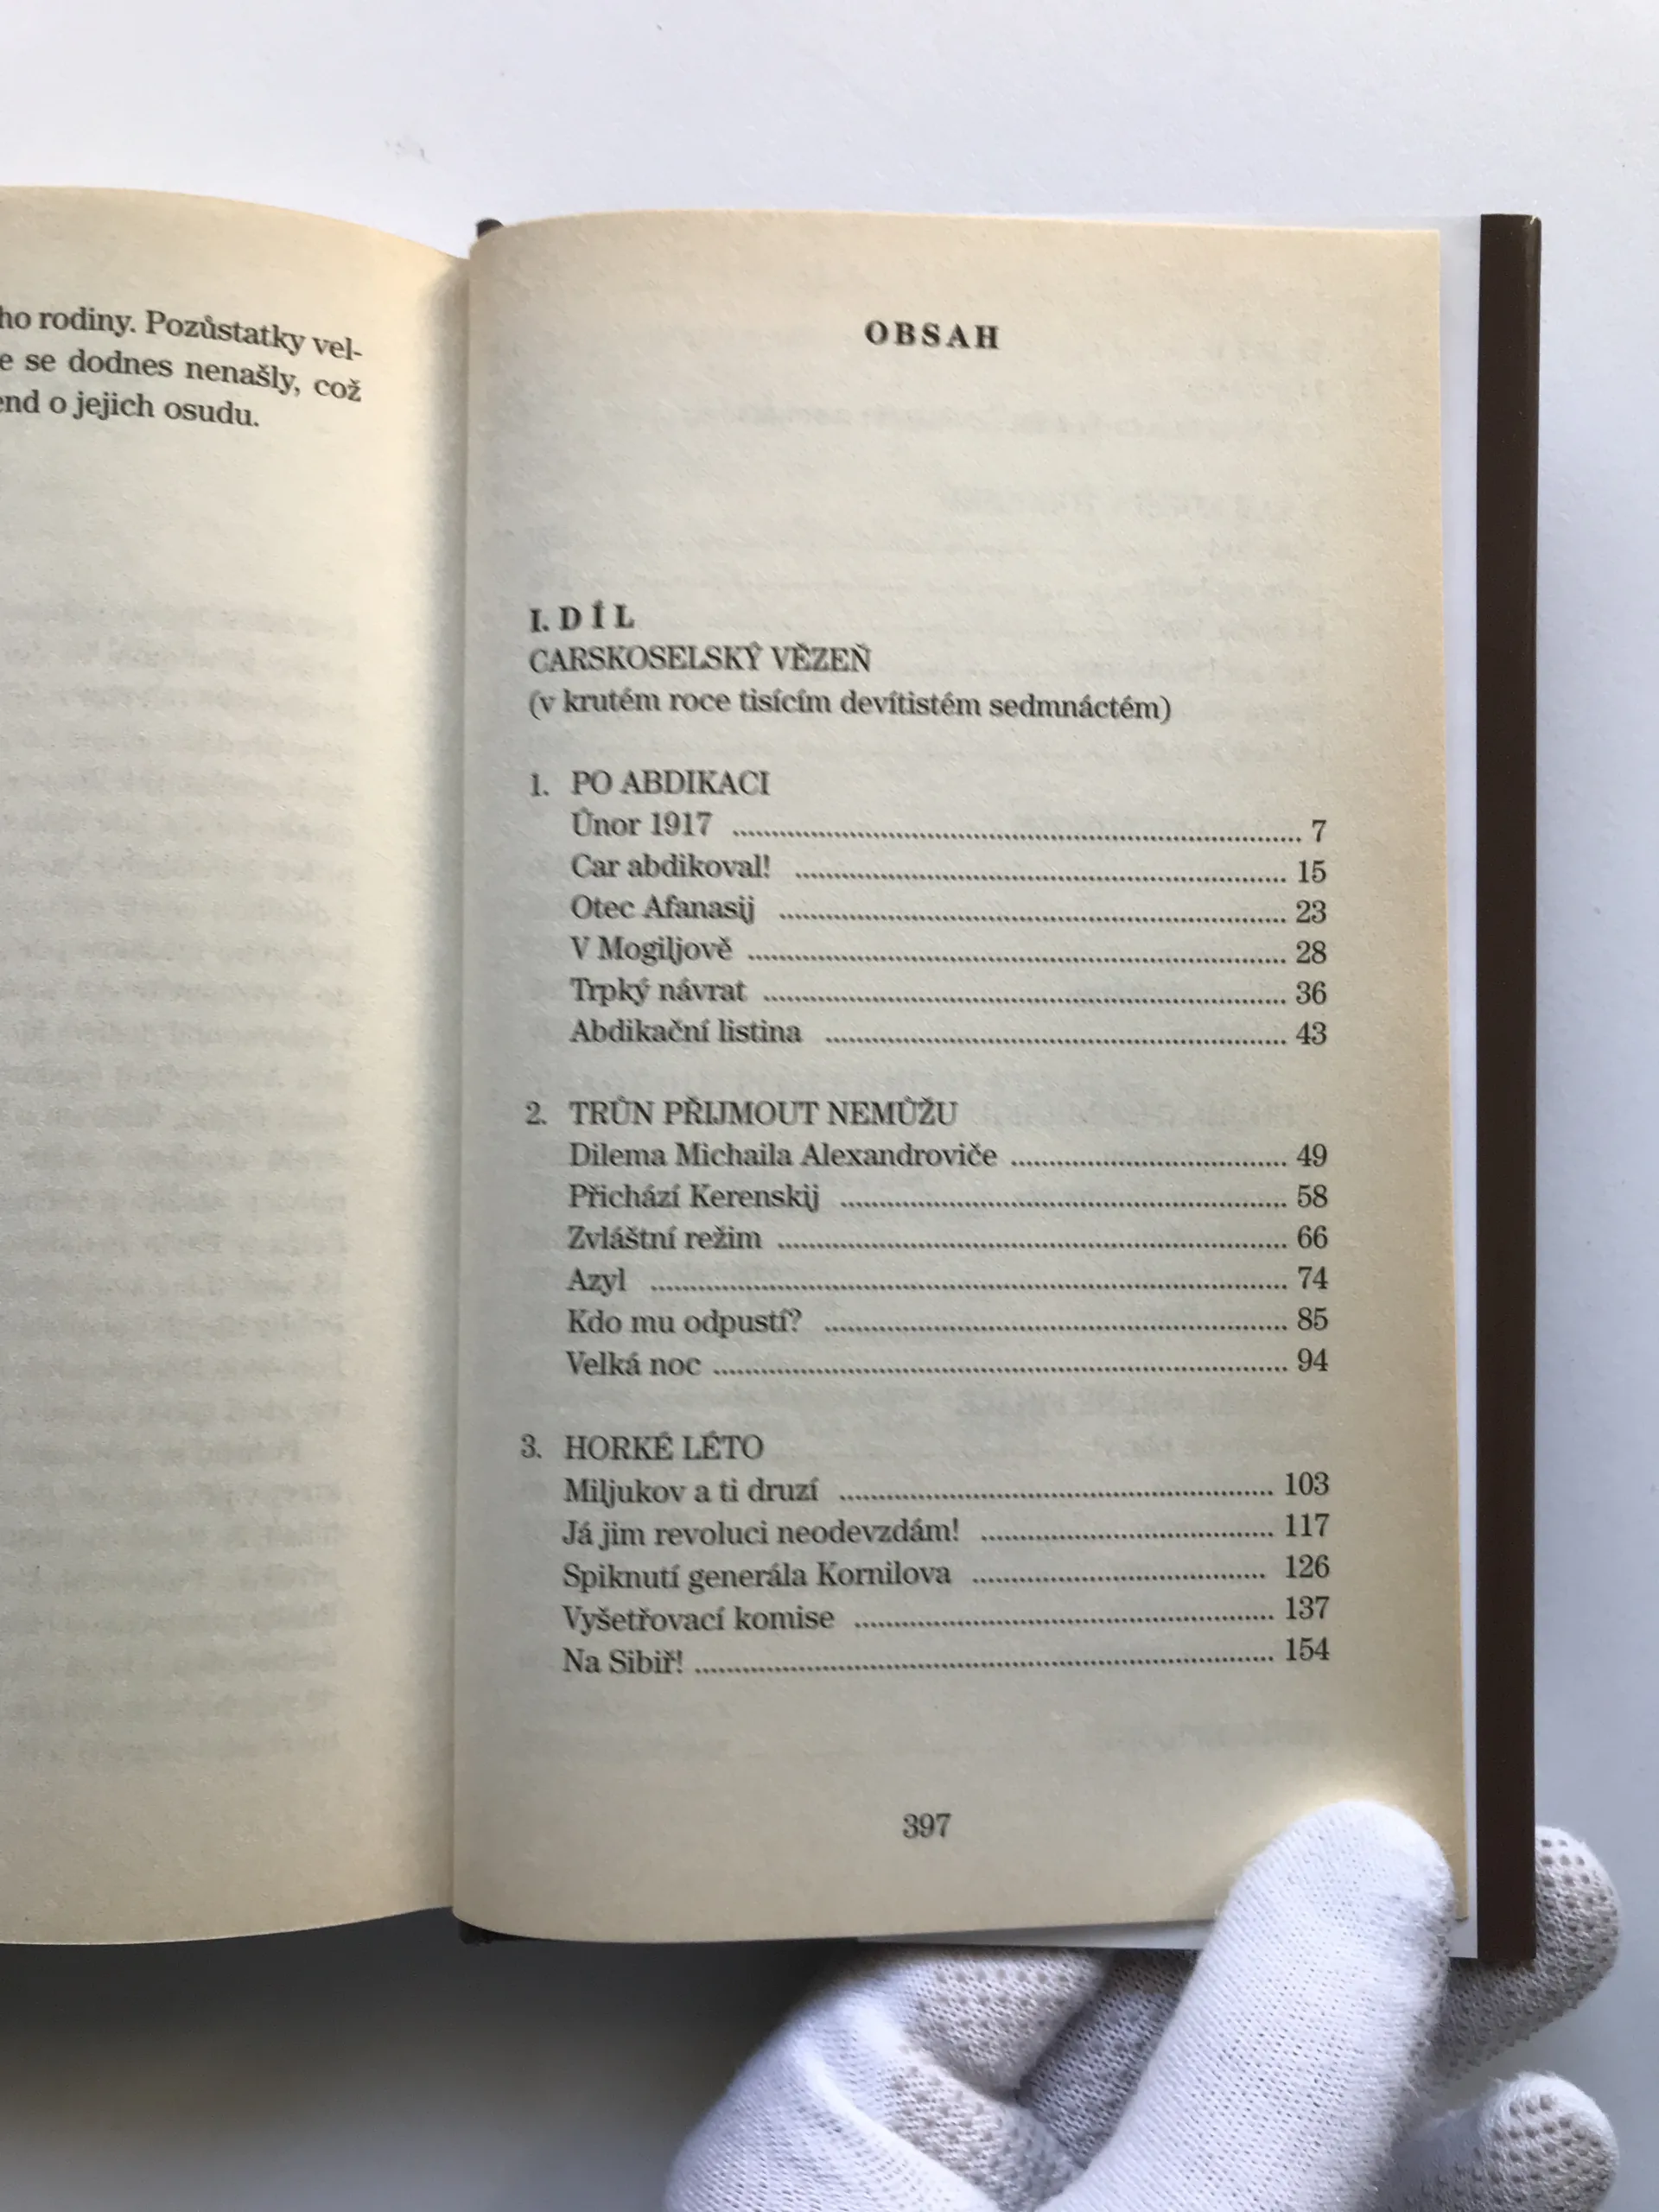 ho rodiny. Pozůstatky vel-
e se dodnes nenašly, což
end o jejich osudu.
OBSAH
I. DÍL
CARSKOSELSKÝ VĚZEŇ
(v krutém roce tisícím devítistém sedmnáctém)
1. PO ABDIKACI
Únor 1917 ........ 7
Car abdikoval! ........ 15
Otec Afanasij ........ 23
V Mogiljově ........ 28
Trpký návrat ........ 36
Abdikační listina ........ 43
2. TRŮN PŘIJMOUT NEMŮŽU
Dilema Michaila Alexandroviče ........ 49
Přichází Kerenskij ........ 58
Zvláštní režim ........ 66
Azyl ........ 74
Kdo mu odpustí? ........ 85
Velká noc ........ 94
3. HORKÉ LÉTO
Miljukov a ti druzí ........ 103
Já jim revoluci neodevzdám! ........ 117
Spiknutí generála Kornilova ........ 126
Vyšetřovací komise ........ 137
Na Sibiř! ........ 154
397